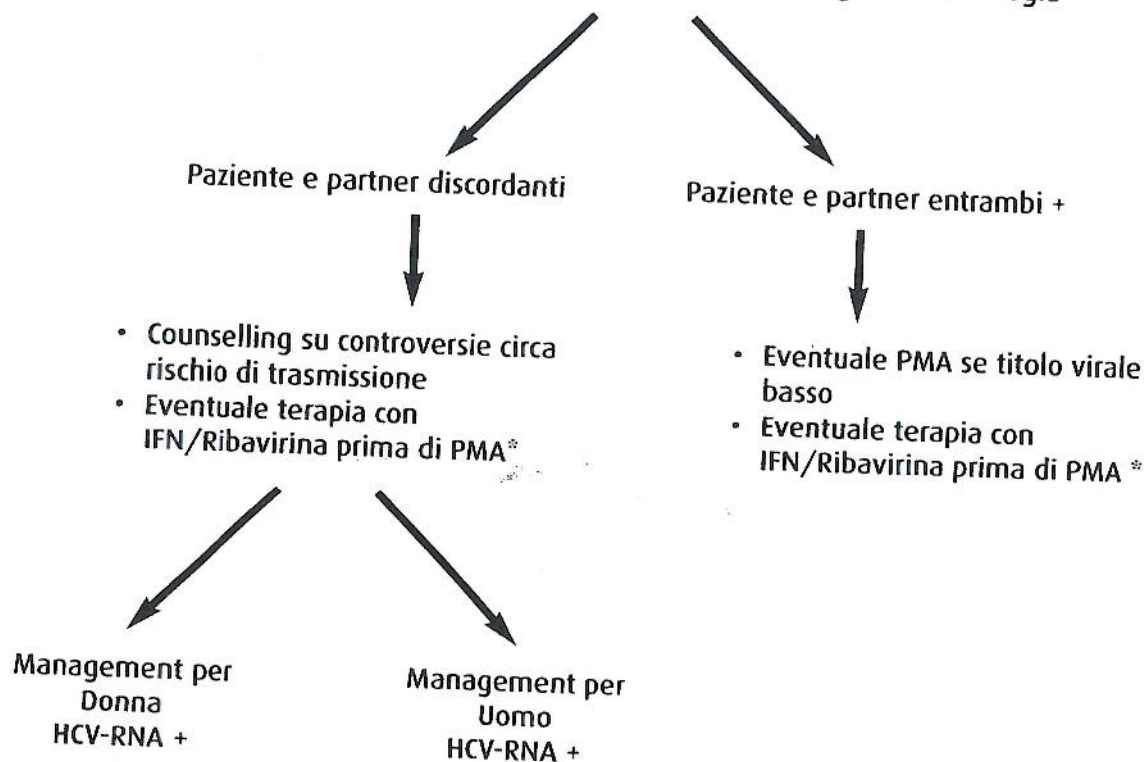 Paziente e partner discordanti
Paziente e partner entrambi +
• Counselling su controversie circa
rischio di trasmissione
• Eventuale terapia con
IFN/Ribavirina prima di PMA*
• Eventuale PMA se titolo virale
basso
• Eventuale terapia con
IFN/Ribavirina prima di PMA *
Management per
Donna
HCV-RNA +
Management per
Uomo
HCV-RNA +